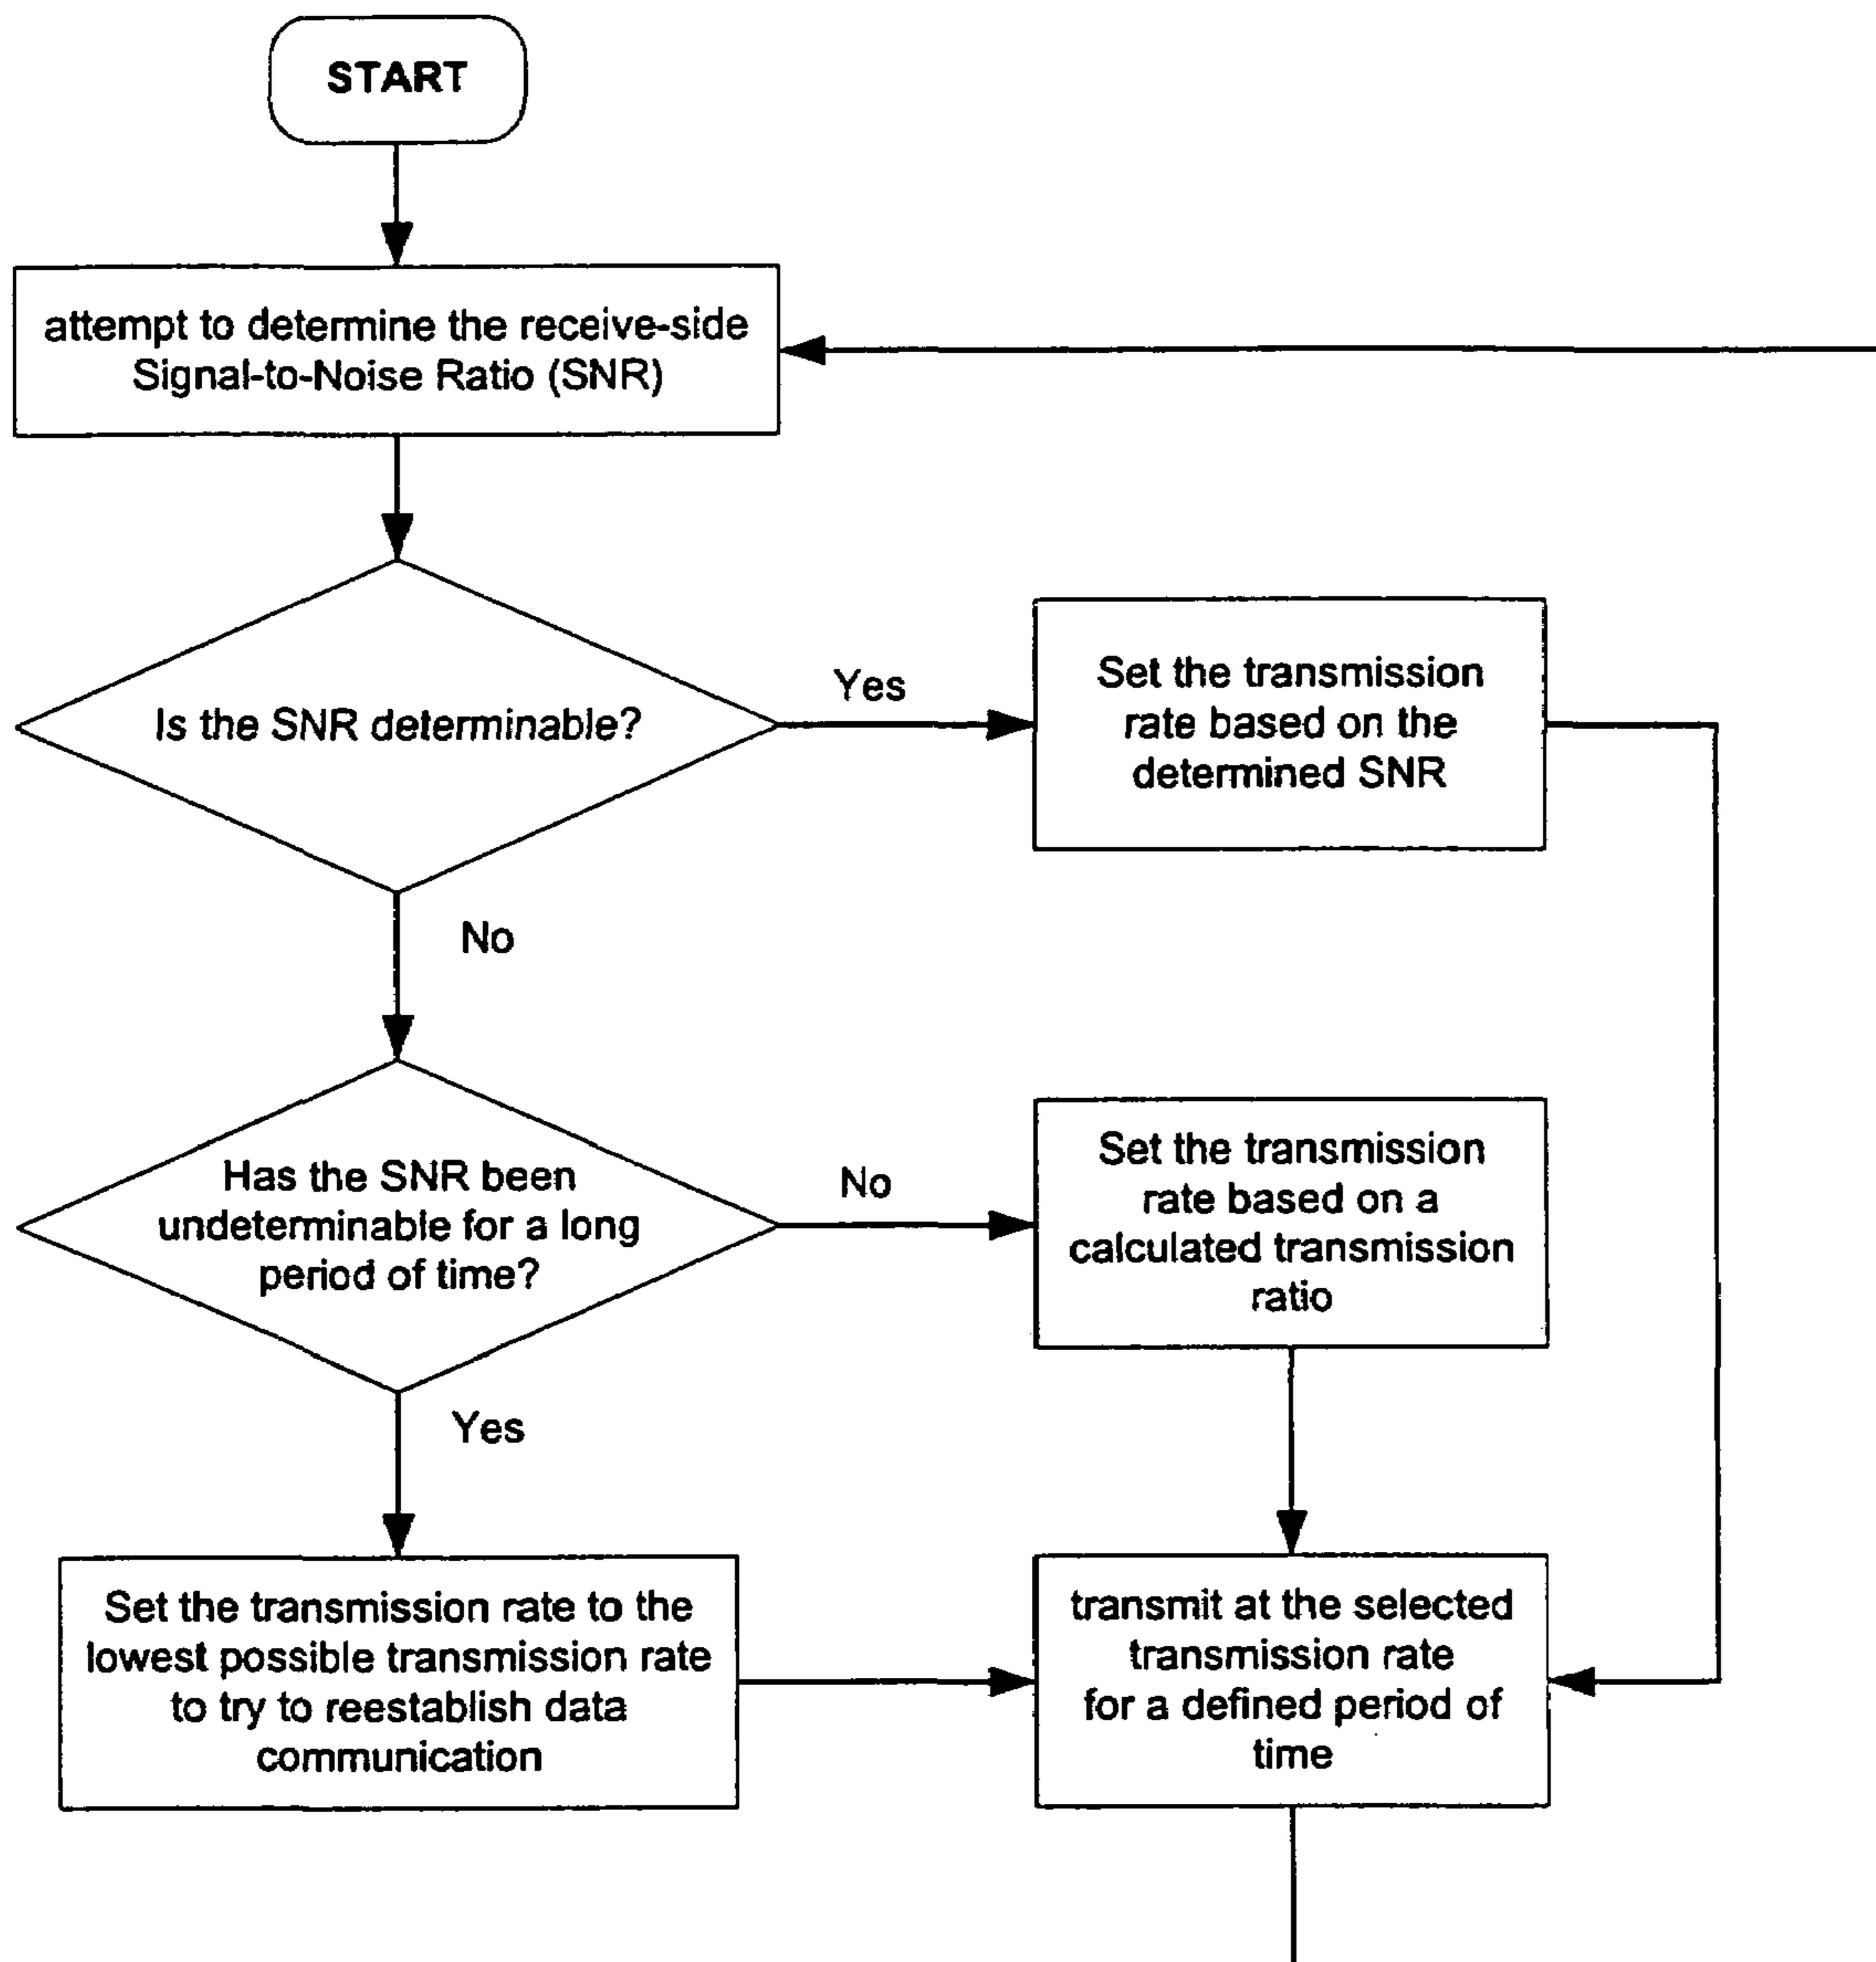 START
attempt to determine the receive-side
Signal-to-Noise Ratio (SNR)
Is the SNR determinable?
Yes
Set the transmission
rate based on the
determined SNR
No
Has the SNR been
undeterminable for a long
period of time?
No
Set the transmission
rate based on a
calculated transmission
ratio
Yes
Set the transmission rate to the
lowest possible transmission rate
to try to reestablish data
communication
transmit at the selected
transmission rate
for a defined period of
time